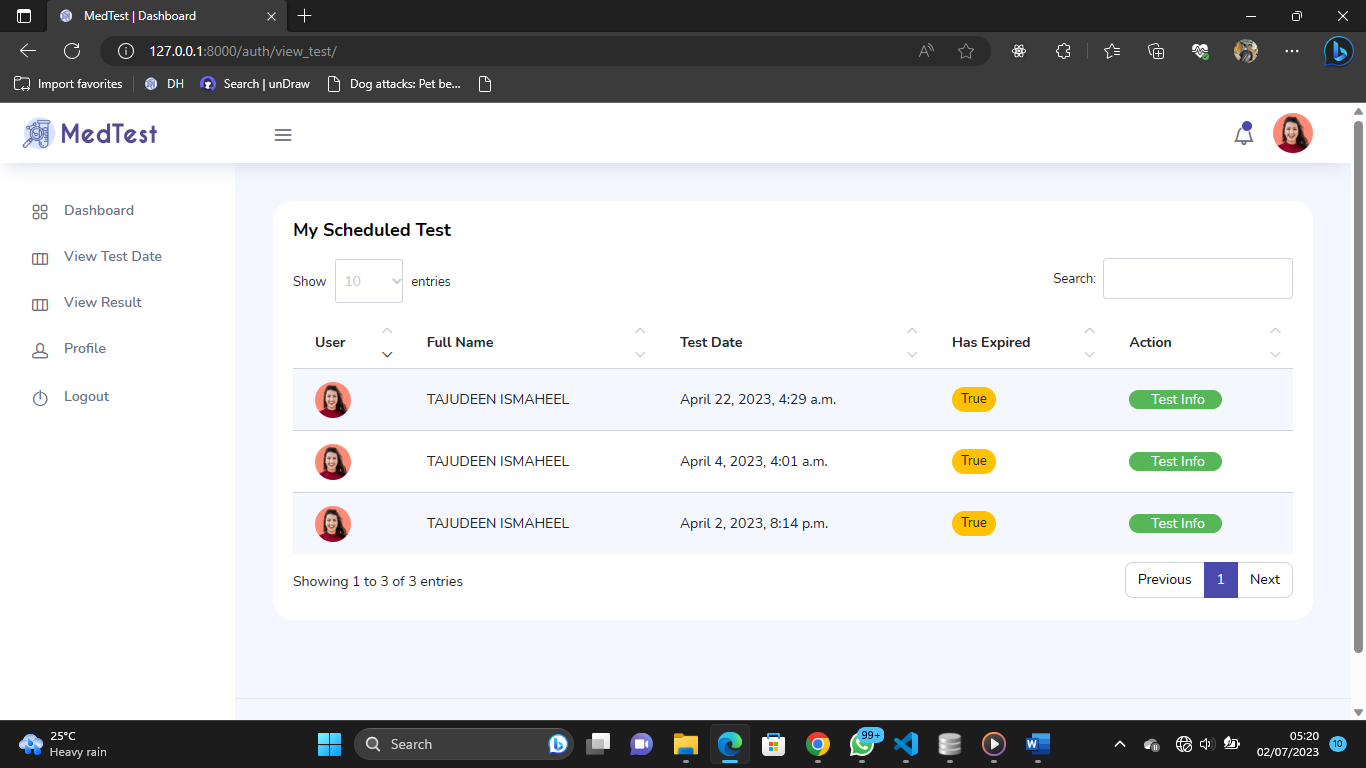 MedTest | Dashboard
127.0.0.1:8000/auth/view_test/
Import favorites DH Search | unDraw Dog attacks: Pet be...
MedTest
Dashboard
View Test Date
View Result
Profile
Logout
My Scheduled Test
Show 10 entries Search:
User Full Name Test Date Has Expired Action
TAJUDEEN ISMAHEEL April 22, 2023, 4:29 a.m. True Test Info
TAJUDEEN ISMAHEEL April 4, 2023, 4:01 a.m. True Test Info
TAJUDEEN ISMAHEEL April 2, 2023, 8:14 p.m. True Test Info
Showing 1 to 3 of 3 entries Previous 1 Next
25°C
Heavy rain
Search
99+
05:20
02/07/2023
10